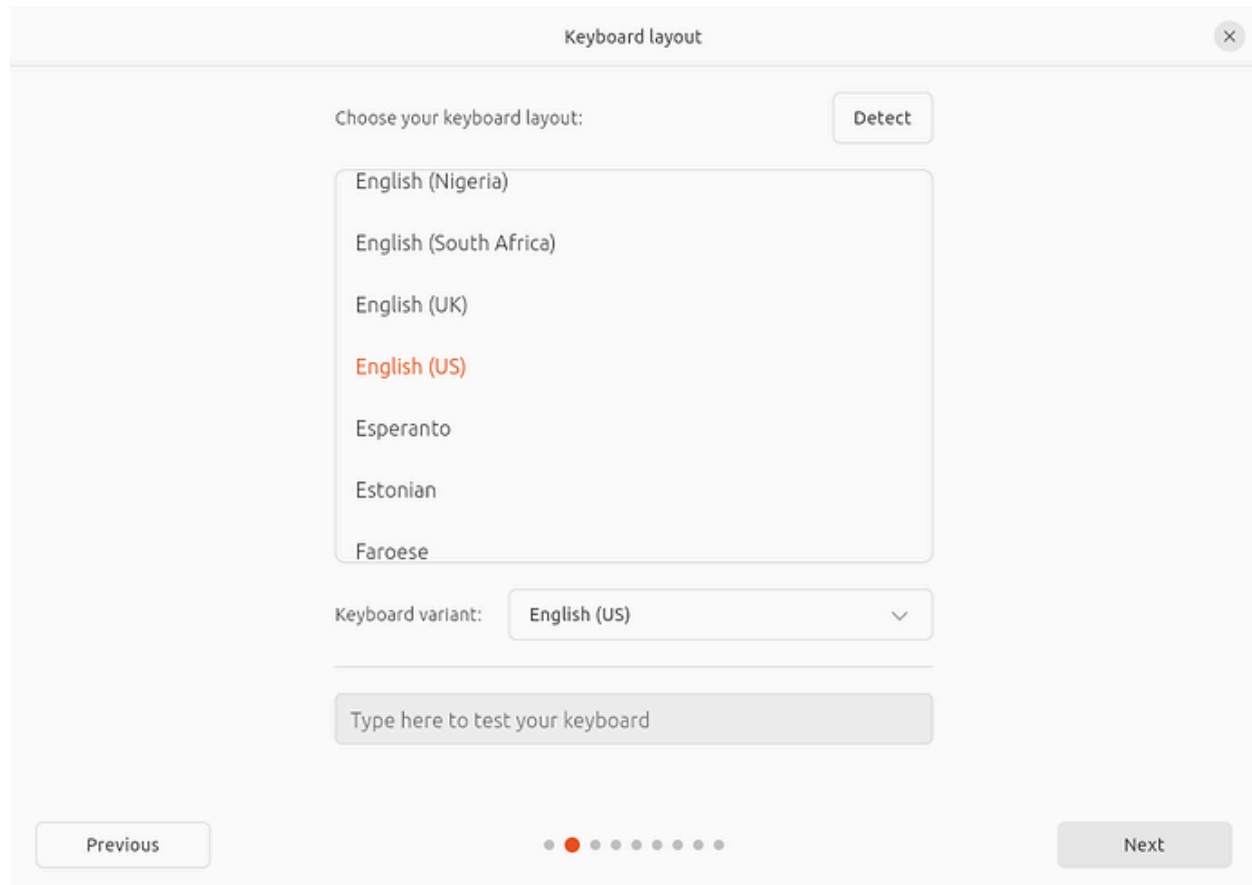 Keyboard layout
Choose your keyboard layout:
Detect
English (Nigeria)
English (South Africa)
English (UK)
English (US)
Esperanto
Estonian
Faroese
Keyboard variant:
English (US)
Type here to test your keyboard
Previous
Next